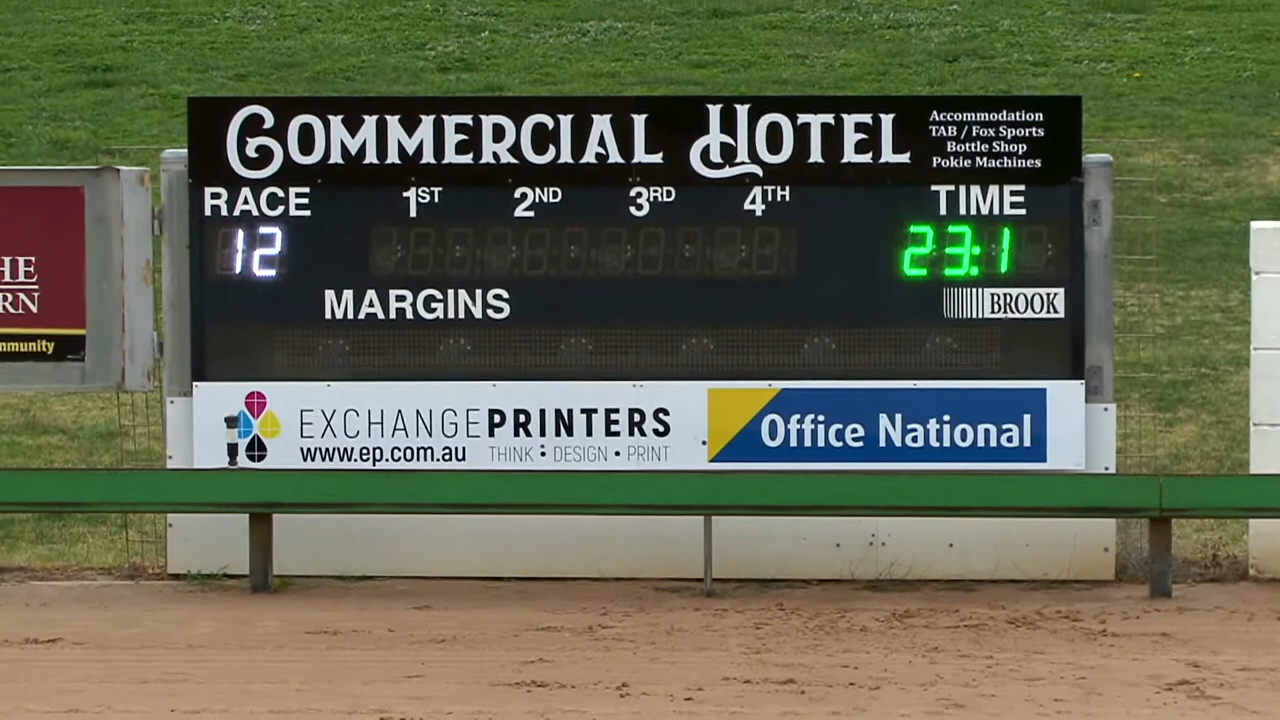 COMMERCIAL HOTEL
Accommodation
TAB / Fox Sports
Bottle Shop
Pokie Machines
RACE 1ST 2ND 3RD 4TH TIME
12 23:1
MARGINS
BROOK
HE
RN
mmunity
EXCHANGEPRINTERS
www.ep.com.au THINK : DESIGN • PRINT
Office National